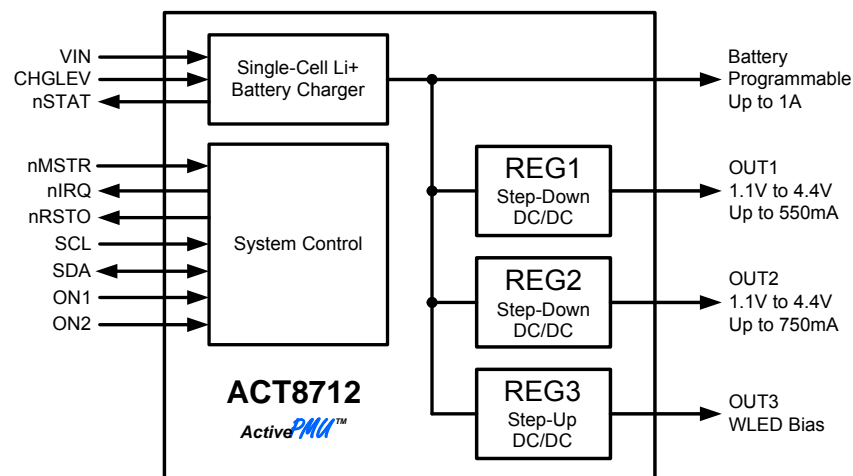 VIN
CHGLEV
nSTAT
Single-Cell Li+
Battery Charger
Battery
Programmable
Up to 1A
nMSTR
nIRQ
nRSTO
SCL
SDA
ON1
ON2
System Control
REG1
Step-Down
DC/DC
OUT1
1.1V to 4.4V
Up to 550mA
REG2
Step-Down
DC/DC
OUT2
1.1V to 4.4V
Up to 750mA
REG3
Step-Up
DC/DC
OUT3
WLED Bias
ACT8712
ActivePMU™